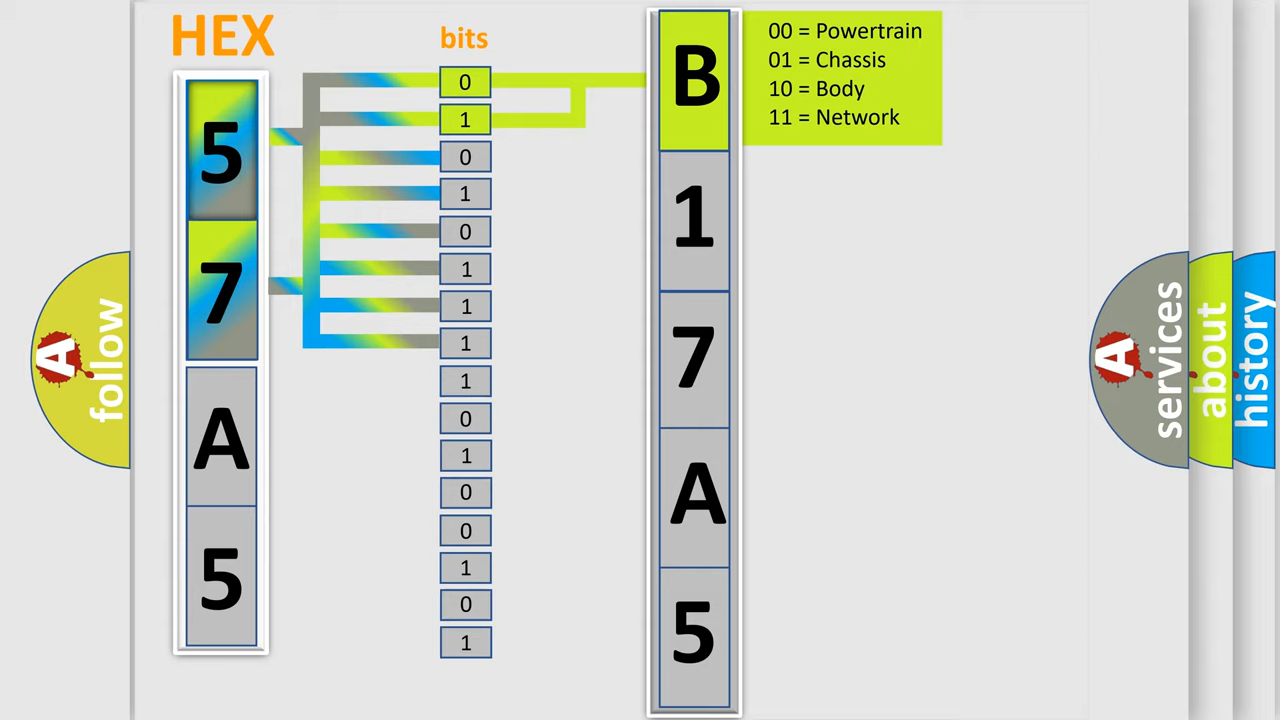 HEX
5
7
A
5
bits
0
1
0
1
0
1
1
1
1
0
1
0
0
1
0
1
B
1
7
A
5
00 = Powertrain
01 = Chassis
10 = Body
11 = Network
A follow
A services
about
history